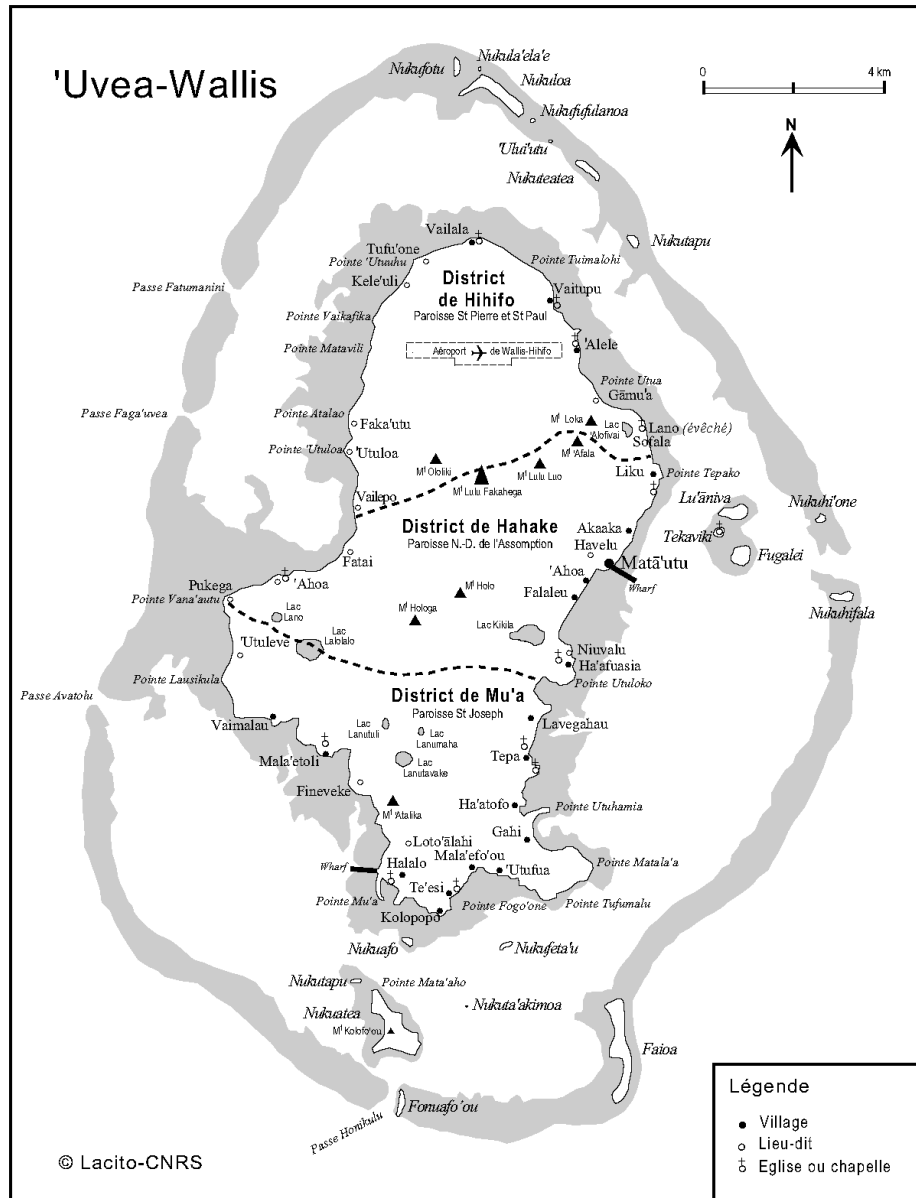 'Uvea-Wallis
0 4 km
N
Nukufotu
Nukula'ela'e
Nukuloa
Nukufufulanoa
'Ului'utu
Nukuteatea
Nukutapu
Vailala
Tufu'one
Pointe 'Utuuhu
Kele'uli
District
de Hihifo
Paroisse St Pierre et St Paul
Pointe Tuimalohi
Vaitupu
Passe Fatumanini
Pointe Vaikafika
Pointe Matavili
'Alele
Aéroport de Wallis-Hihifo
Pointe Utua
Gāmu'a
Passe Faga'uvea
Pointe Atalao
Faka'utu
Mt Loka
Lac
'Alofivai
Lano (évêché)
Sofala
Pointe 'Utuloa
'Utuloa
Mt 'Afala
Mt Ololiki
Mt Lulu Luo
Mt Lulu Fakahega
Liku
Pointe Tepako
Vailepo
Lu'āniva
Nukuhi'one
District de Hahake
Paroisse N.-D. de l'Assomption
Akaaka
Havelu
Tekaviki
Fugalei
Fatai
Matā'utu
Wharf
Pukega
'Ahoa
'Ahoa
Falaleu
Pointe Vana'autu
Lac
Lano
Mt Holo
Mt Hologa
Nukuhifala
Lac Kikila
'Utuleve
Lac
Lalolalo
Niuvalu
Ha'afuasia
Pointe Lausikula
Pointe Utuloko
Passe Avatolu
District de Mu'a
Paroisse St Joseph
Vaimalau
Lac
Lanutuli
Lac
Lanumaha
Lavegahau
Mala'etoli
Lac
Lanutavake
Tepa
Fineveke
Mt 'Atalika
Ha'atofo
Pointe Utuhamia
Gahi
Loto'ālahi
Mala'efo'ou
Wharf
Halalo
'Utufua
Pointe Matala'a
Te'esi
Pointe Mu'a
Pointe Fogo'one
Pointe Tufumalu
Kolopopo
Nukuafo
Nukufeta'u
Nukutapu
Pointe Mata'aho
Nukuatea
Nukuta'akimoa
Mt Kolofo'ou
Faioa
Fonuafo'ou
Passe Honikulu
Légende
Village
Lieu-dit
Eglise ou chapelle
© Lacito-CNRS